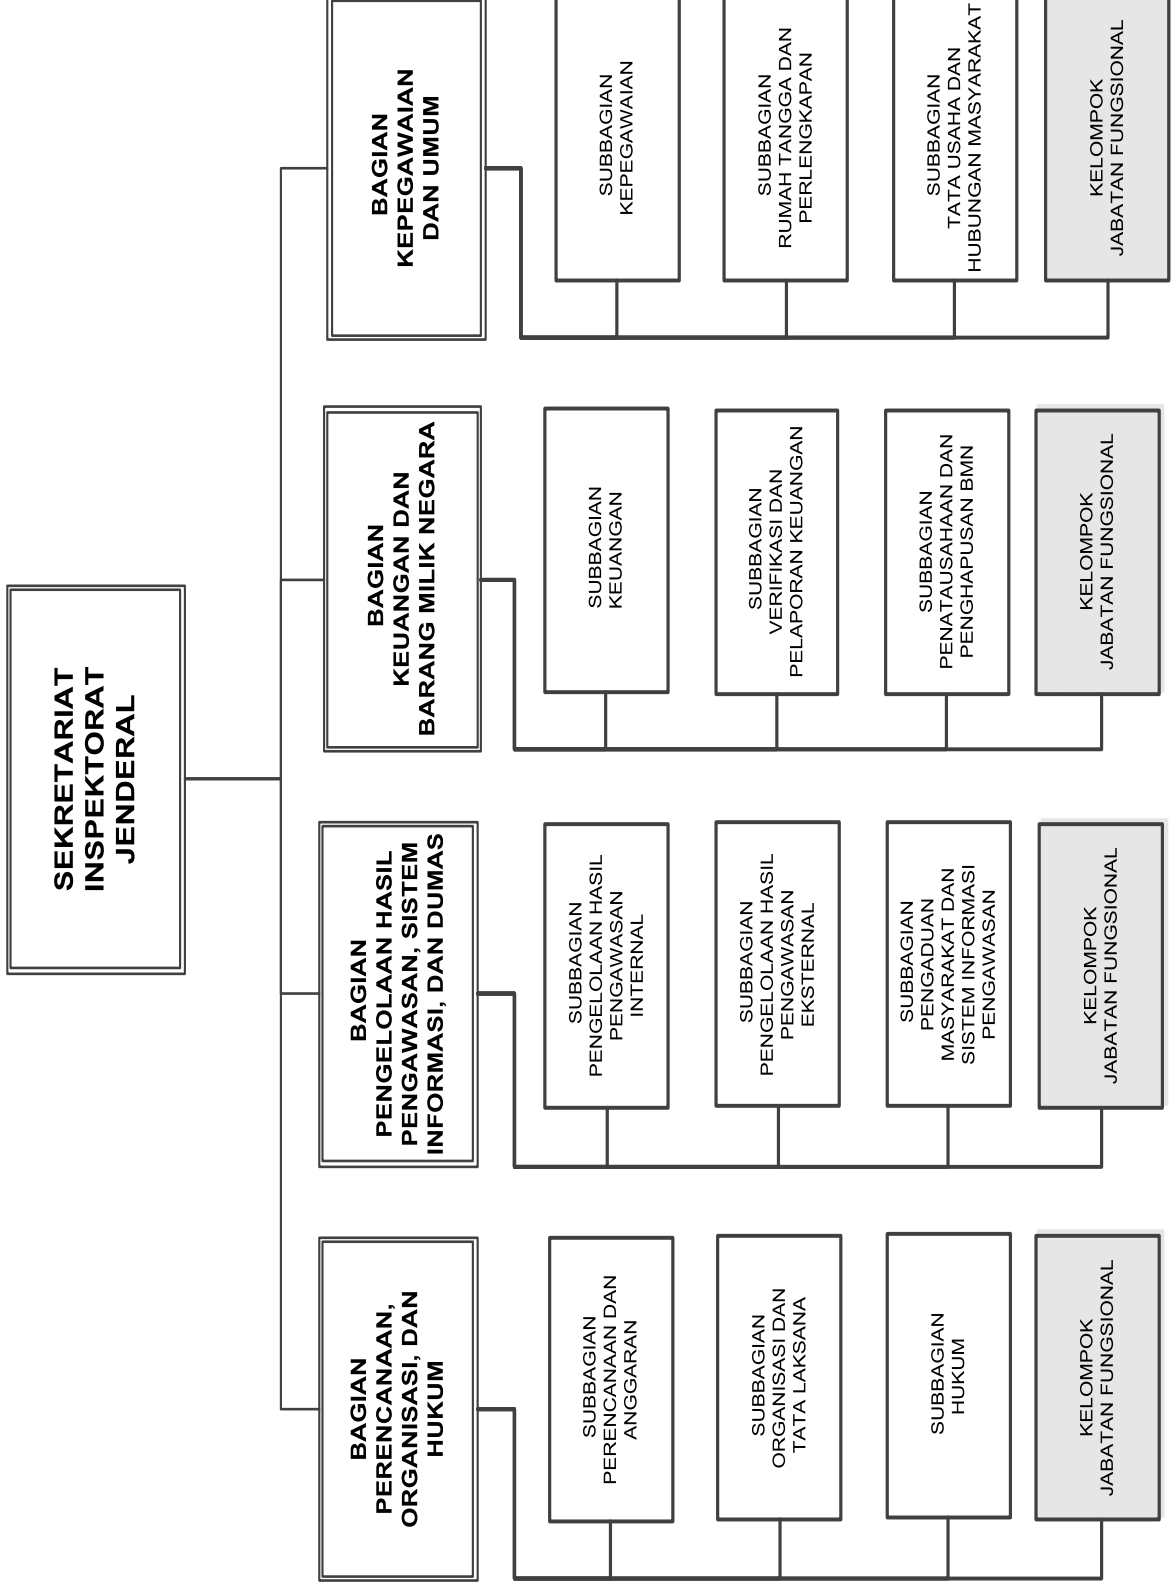 SEKRETARIAT
INSPEKTORAT
JENDERAL
BAGIAN
PERENCANAAN,
ORGANISASI, DAN
HUKUM
SUBBAGIAN
PERENCANAAN DAN
ANGGARAN
SUBBAGIAN
ORGANISASI DAN
TATA LAKSANA
SUBBAGIAN
HUKUM
KELOMPOK
JABATAN FUNGSIONAL
BAGIAN
PENGELOLAAN HASIL
PENGAWASAN, SISTEM
INFORMASI, DAN DUMAS
SUBBAGIAN
PENGELOLAAN HASIL
PENGAWASAN
INTERNAL
SUBBAGIAN
PENGELOLAAN HASIL
PENGAWASAN
EKSTERNAL
SUBBAGIAN
PENGADUAN
MASYARAKAT DAN
SISTEM INFORMASI
PENGAWASAN
KELOMPOK
JABATAN FUNGSIONAL
BAGIAN
KEUANGAN DAN
BARANG MILIK NEGARA
SUBBAGIAN
KEUANGAN
SUBBAGIAN
VERIFIKASI DAN
PELAPORAN KEUANGAN
SUBBAGIAN
PENATAUSAHAAN DAN
PENGHAPUSAN BMN
KELOMPOK
JABATAN FUNGSIONAL
BAGIAN
KEPEGAWAIAN
DAN UMUM
SUBBAGIAN
KEPEGAWAIAN
SUBBAGIAN
RUMAH TANGGA DAN
PERLENGKAPAN
SUBBAGIAN
TATA USAHA DAN
HUBUNGAN MASYARAKAT
KELOMPOK
JABATAN FUNGSIONAL